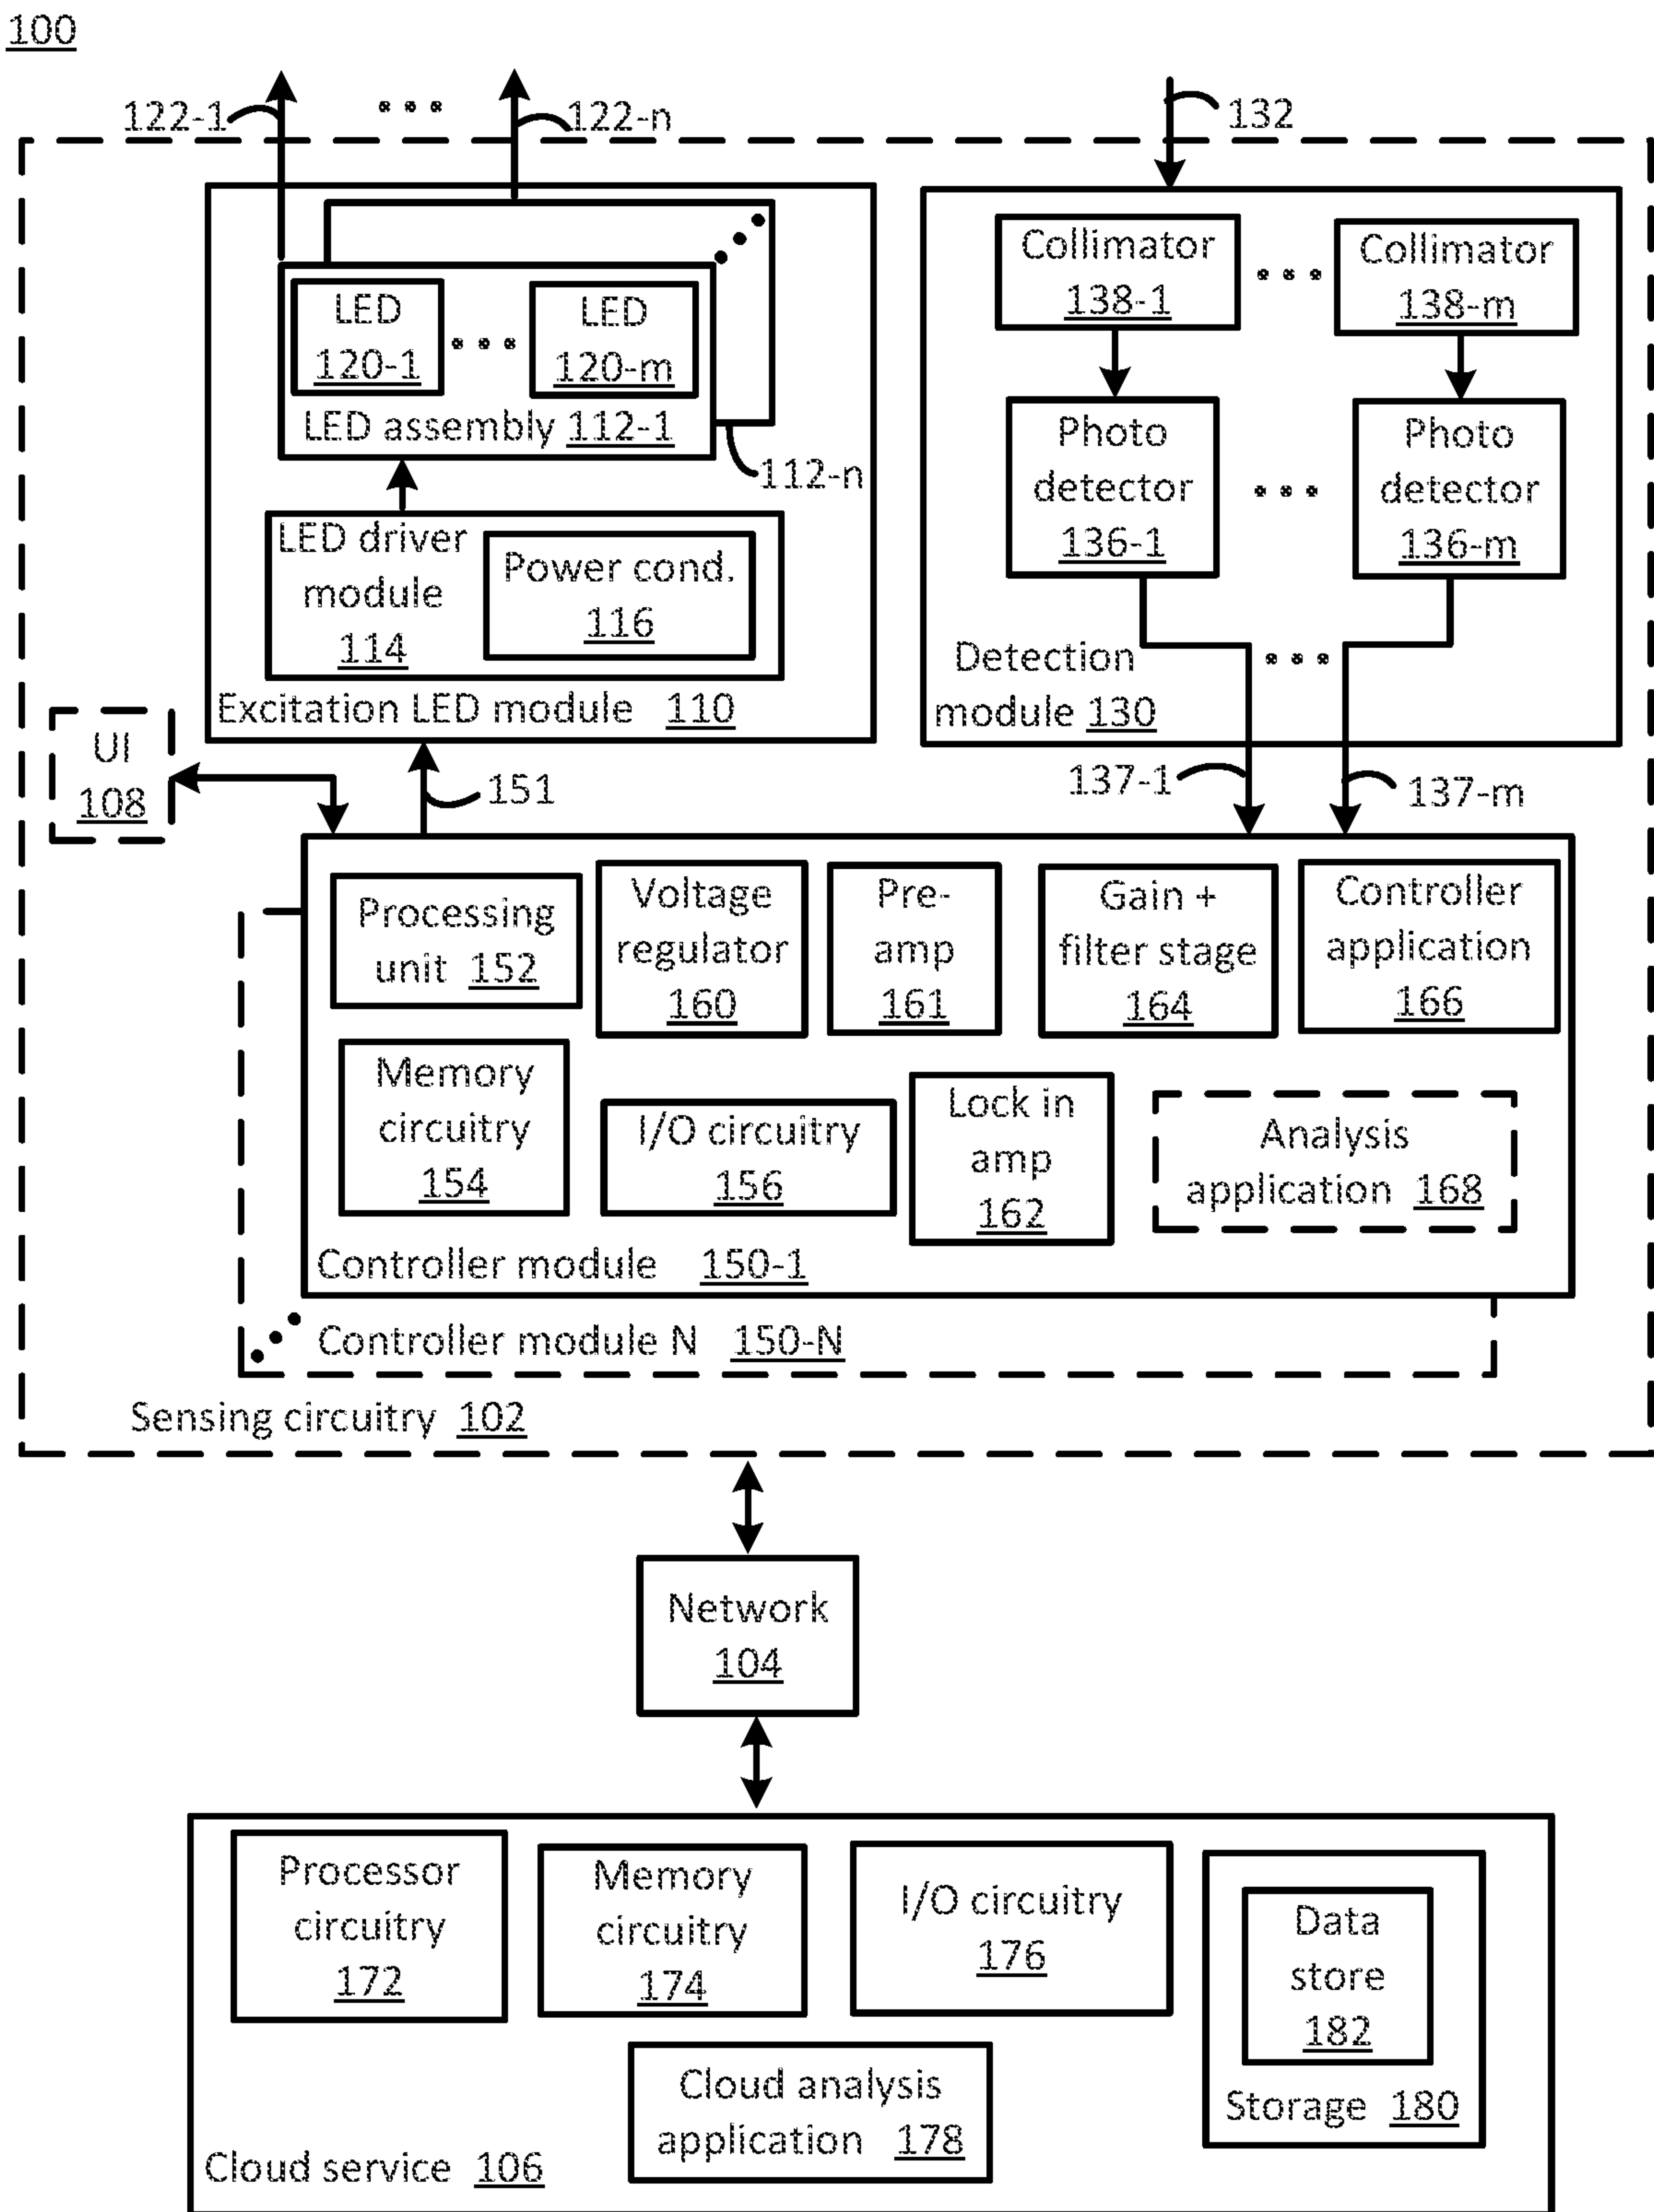 100
122-1
122-n
132
LED
120-1
LED
120-m
LED assembly 112-1
112-n
LED driver
module
114
Power cond.
116
Excitation LED module 110
Collimator
138-1
Collimator
138-m
Photo
detector
136-1
Photo
detector
136-m
Detection
module 130
UI
108
151
137-1
137-m
Processing
unit 152
Voltage
regulator
160
Pre-
amp
161
Gain +
filter stage
164
Controller
application
166
Memory
circuitry
154
I/O circuitry
156
Lock in
amp
162
Analysis
application 168
Controller module 150-1
Controller module N 150-N
Sensing circuitry 102
Network
104
Processor
circuitry
172
Memory
circuitry
174
I/O circuitry
176
Data
store
182
Storage 180
Cloud analysis
application 178
Cloud service 106